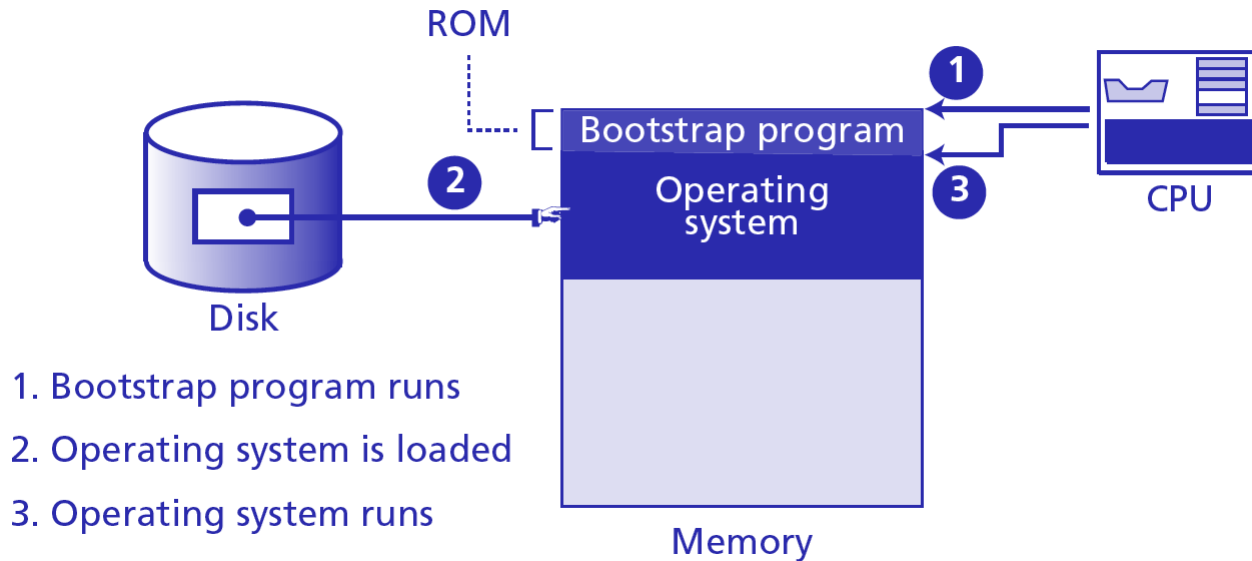 ROM
1
Bootstrap program
2
Operating
system
3
CPU
Disk
1. Bootstrap program runs
2. Operating system is loaded
3. Operating system runs
Memory